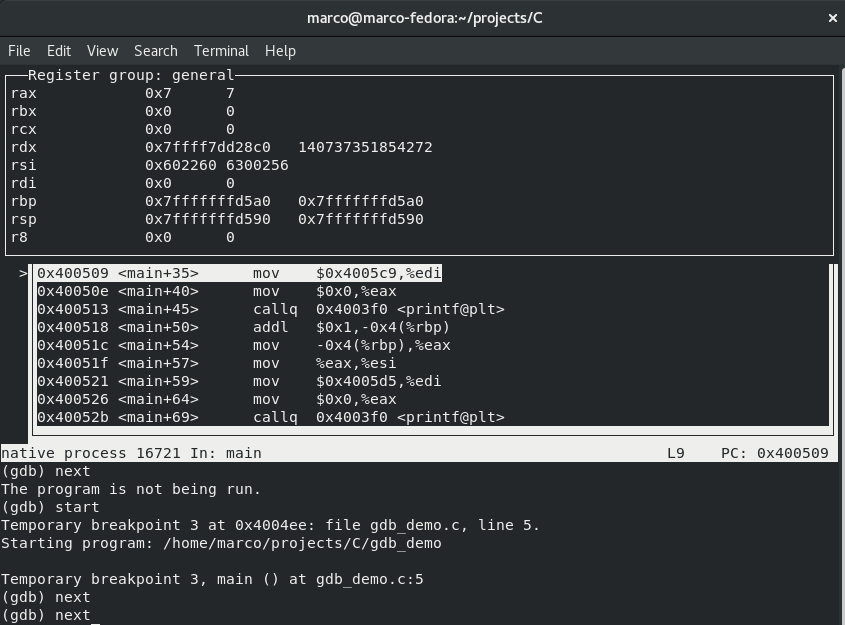 marco@marco-fedora:~/projects/C ×
File Edit View Search Terminal Help
Register group: general
rax 0x7 7
rbx 0x0 0
rcx 0x0 0
rdx 0x7ffff7dd28c0 140737351854272
rsi 0x602260 6300256
rdi 0x0 0
rbp 0x7fffffffd5a0 0x7fffffffd5a0
rsp 0x7fffffffd590 0x7fffffffd590
r8 0x0 0
>0x400509 <main+35> mov $0x4005c9,%edi
0x40050e <main+40> mov $0x0,%eax
0x400513 <main+45> callq 0x4003f0 <printf@plt>
0x400518 <main+50> addl $0x1,-0x4(%rbp)
0x40051c <main+54> mov -0x4(%rbp),%eax
0x40051f <main+57> mov %eax,%esi
0x400521 <main+59> mov $0x4005d5,%edi
0x400526 <main+64> mov $0x0,%eax
0x40052b <main+69> callq 0x4003f0 <printf@plt>
native process 16721 In: main L9 PC: 0x400509
(gdb) next
The program is not being run.
(gdb) start
Temporary breakpoint 3 at 0x4004ee: file gdb_demo.c, line 5.
Starting program: /home/marco/projects/C/gdb_demo
Temporary breakpoint 3, main () at gdb_demo.c:5
(gdb) next
(gdb) next